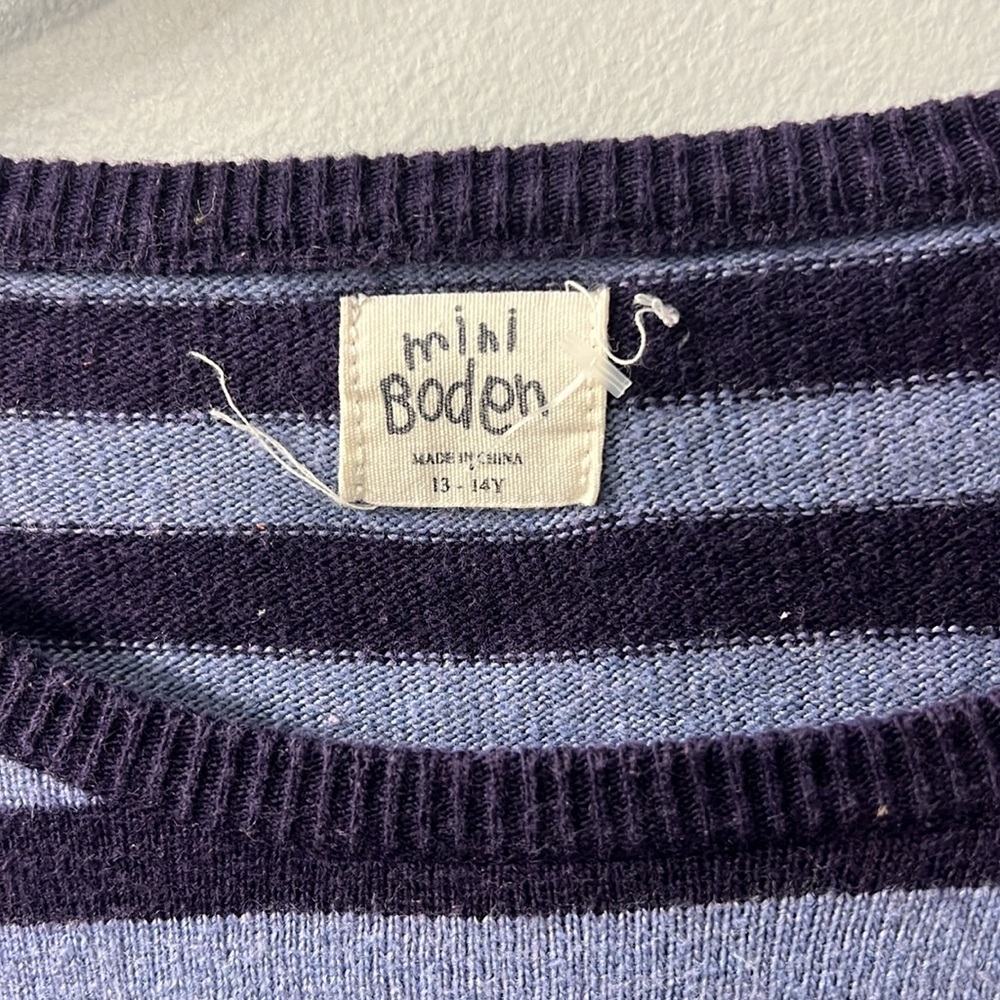 mini
Boden
MADE IN CHINA
13 - 14Y